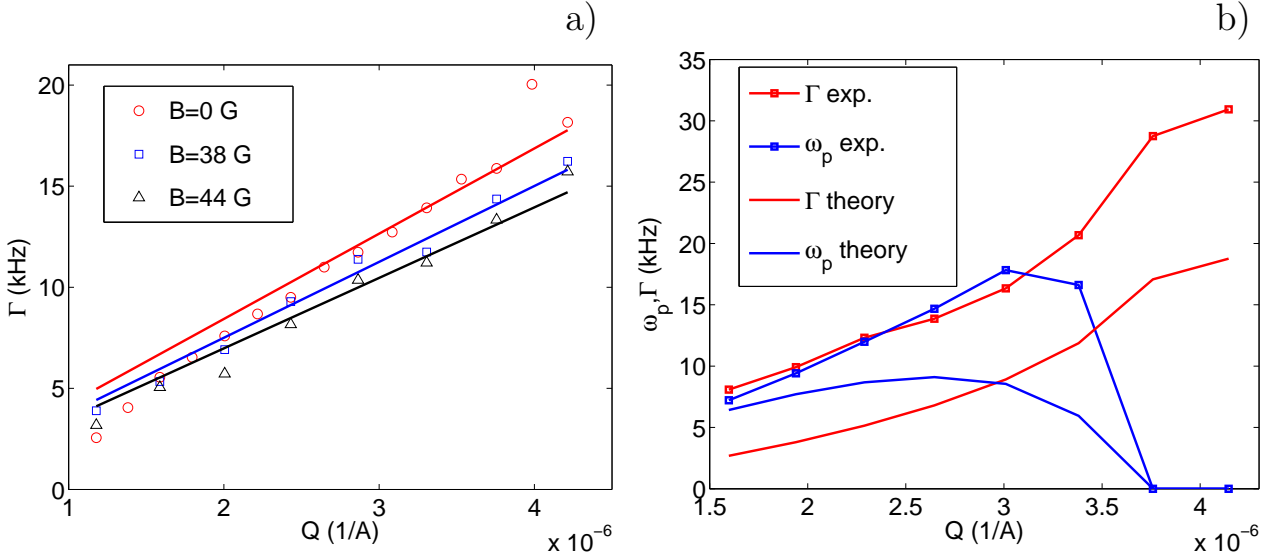 a)
20
15
10
5
0
Γ (kHz)
B=0 G
B=38 G
B=44 G
1
2
3
4
Q (1/A)
x 10⁻⁶
b)
35
30
25
20
15
10
5
0
ω_p,Γ (kHz)
Γ exp.
ω_p exp.
Γ theory
ω_p theory
1.5
2
2.5
3
3.5
4
Q (1/A)
x 10⁻⁶